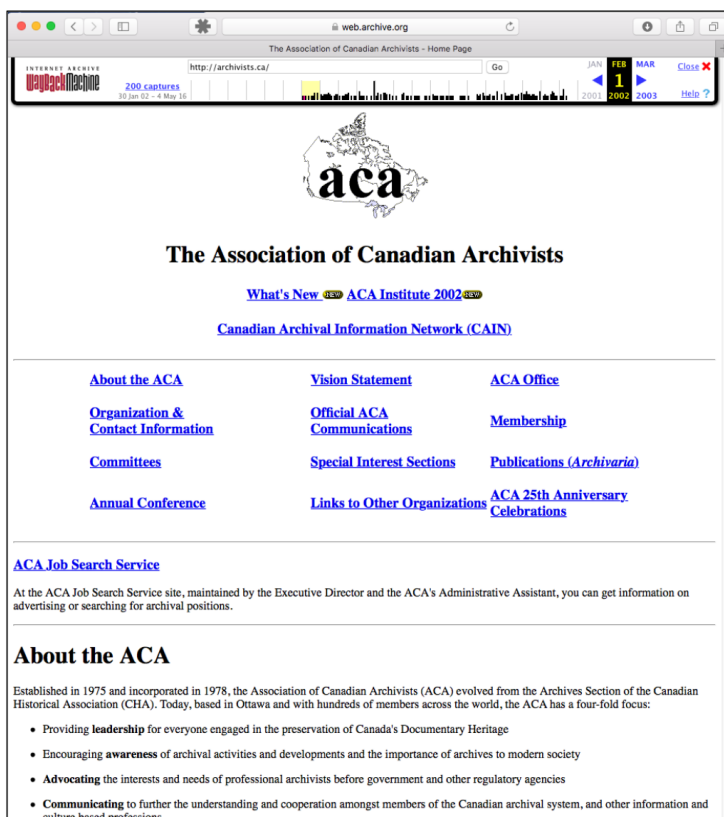 web.archive.org
The Association of Canadian Archivists - Home Page
INTERNET ARCHIVE
WayBackMachine
http://archivists.ca/
Go
200 captures
30 Jan 02 - 4 May 16
JAN FEB MAR
1
2001 2002 2003
Close
Help ?
aca
The Association of Canadian Archivists
What's New NEW ACA Institute 2002 NEW
Canadian Archival Information Network (CAIN)
About the ACA Vision Statement ACA Office
Organization &
Contact Information
Official ACA
Communications
Membership
Committees Special Interest Sections Publications (Archivaria)
Annual Conference Links to Other Organizations
ACA 25th Anniversary
Celebrations
ACA Job Search Service
At the ACA Job Search Service site, maintained by the Executive Director and the ACA's Administrative Assistant, you can get information on
advertising or searching for archival positions.
About the ACA
Established in 1975 and incorporated in 1978, the Association of Canadian Archivists (ACA) evolved from the Archives Section of the Canadian
Historical Association (CHA). Today, based in Ottawa and with hundreds of members across the world, the ACA has a four-fold focus:
• Providing leadership for everyone engaged in the preservation of Canada's Documentary Heritage
• Encouraging awareness of archival activities and developments and the importance of archives to modern society
• Advocating the interests and needs of professional archivists before government and other regulatory agencies
• Communicating to further the understanding and cooperation amongst members of the Canadian archival system, and other information and
culture based professions